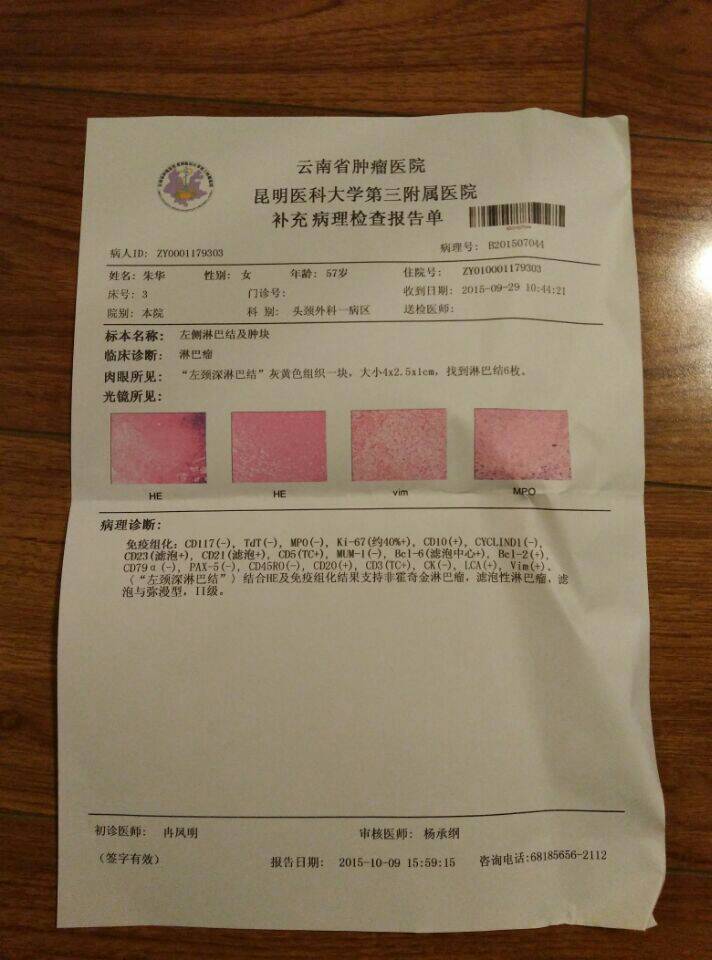 云南省肿瘤医院
昆明医科大学第三附属医院
补充 病理检查报告单
病人ID: ZY0001179303 病理号: B201507044
姓名: 朱华 性别: 女 年龄: 57岁 住院号: ZY010001179303
床号: 3 门诊号: 收到日期: 2015-09-29 10:44:21
院别: 本院 科 别: 头颈外科一病区 送检医师:
标本名称: 左侧淋巴结及肿块
临床诊断: 淋巴瘤
肉眼所见: “左颈深淋巴结”灰黄色组织一块，大小4x2.5x1cm，找到淋巴结6枚。
光镜所见:
HE HE vim MPO
病理诊断:
免疫组化: CD117(-), TdT(-), MPO(-), Ki-67(约40%+), CD10(+), CYCLIND1(-),
CD23(滤泡+), CD21(滤泡+), CD5(TC+), MUM-1(-), Bcl-6(滤泡中心+), Bcl-2(+),
CD79α(-), PAX-5(-), CD45RO(-), CD20(+), CD3(TC+), CK(-), LCA(+), Vim(+)。
(“左颈深淋巴结”) 结合HE及免疫组化结果支持非霍奇金淋巴瘤，滤泡性淋巴瘤，滤
泡与弥漫型，II级。
初诊医师: 冉凤明 审核医师: 杨承纲
(签字有效) 报告日期: 2015-10-09 15:59:15 咨询电话:68185656-2112